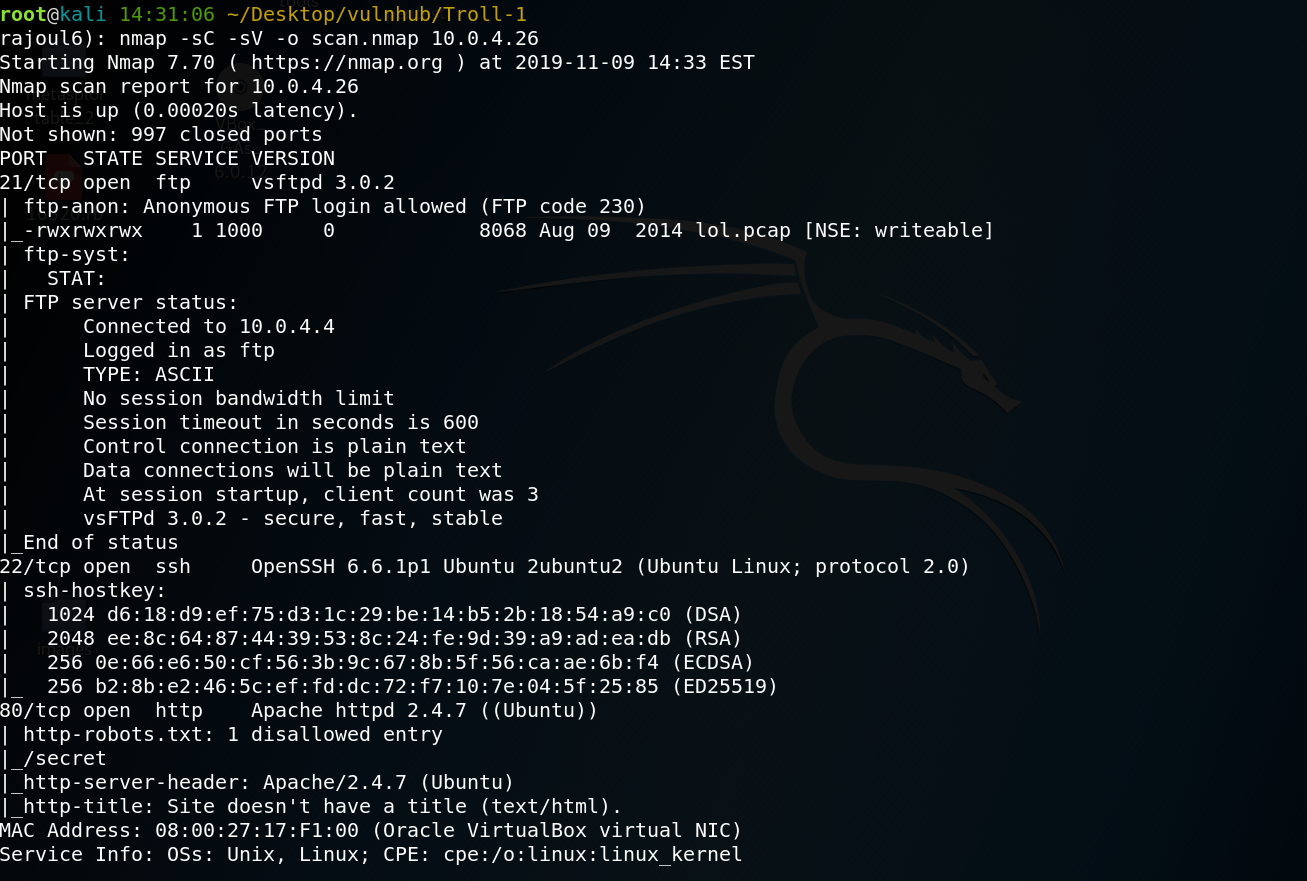 root@kali 14:31:06 ~/Desktop/vulnhub/Troll-1
rajoul6): nmap -sC -sV -o scan.nmap 10.0.4.26
Starting Nmap 7.70 ( https://nmap.org ) at 2019-11-09 14:33 EST
Nmap scan report for 10.0.4.26
Host is up (0.00020s latency).
Not shown: 997 closed ports
PORT   STATE SERVICE VERSION
21/tcp open  ftp     vsftpd 3.0.2
| ftp-anon: Anonymous FTP login allowed (FTP code 230)
|_-rwxrwxrwx    1 1000     0            8068 Aug 09  2014 lol.pcap [NSE: writeable]
| ftp-syst:
|   STAT:
| FTP server status:
|      Connected to 10.0.4.4
|      Logged in as ftp
|      TYPE: ASCII
|      No session bandwidth limit
|      Session timeout in seconds is 600
|      Control connection is plain text
|      Data connections will be plain text
|      At session startup, client count was 3
|      vsFTPd 3.0.2 - secure, fast, stable
|_End of status
22/tcp open  ssh     OpenSSH 6.6.1p1 Ubuntu 2ubuntu2 (Ubuntu Linux; protocol 2.0)
| ssh-hostkey:
|   1024 d6:18:d9:ef:75:d3:1c:29:be:14:b5:2b:18:54:a9:c0 (DSA)
|   2048 ee:8c:64:87:44:39:53:8c:24:fe:9d:39:a9:ad:ea:db (RSA)
|   256 0e:66:e6:50:cf:56:3b:9c:67:8b:5f:56:ca:ae:6b:f4 (ECDSA)
|_  256 b2:8b:e2:46:5c:ef:fd:dc:72:f7:10:7e:04:5f:25:85 (ED25519)
80/tcp open  http    Apache httpd 2.4.7 ((Ubuntu))
| http-robots.txt: 1 disallowed entry
|_/secret
|_http-server-header: Apache/2.4.7 (Ubuntu)
|_http-title: Site doesn't have a title (text/html).
MAC Address: 08:00:27:17:F1:00 (Oracle VirtualBox virtual NIC)
Service Info: OSs: Unix, Linux; CPE: cpe:/o:linux:linux_kernel